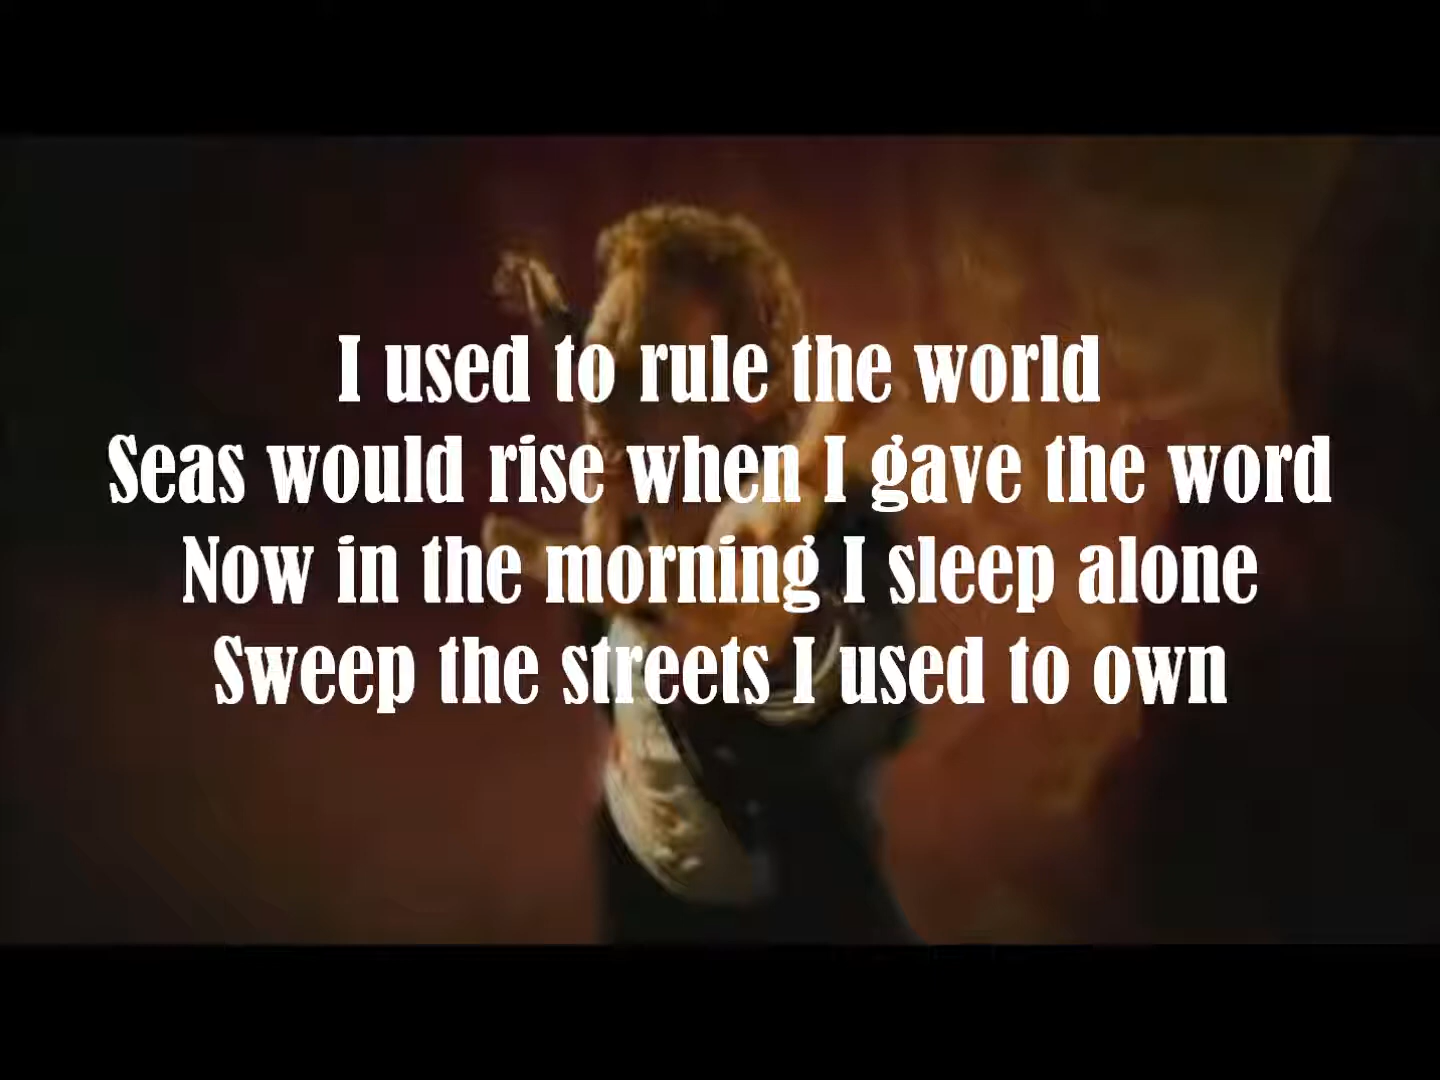 I used to rule the world
Seas would rise when I gave the word
Now in the morning I sleep alone
Sweep the streets I used to own